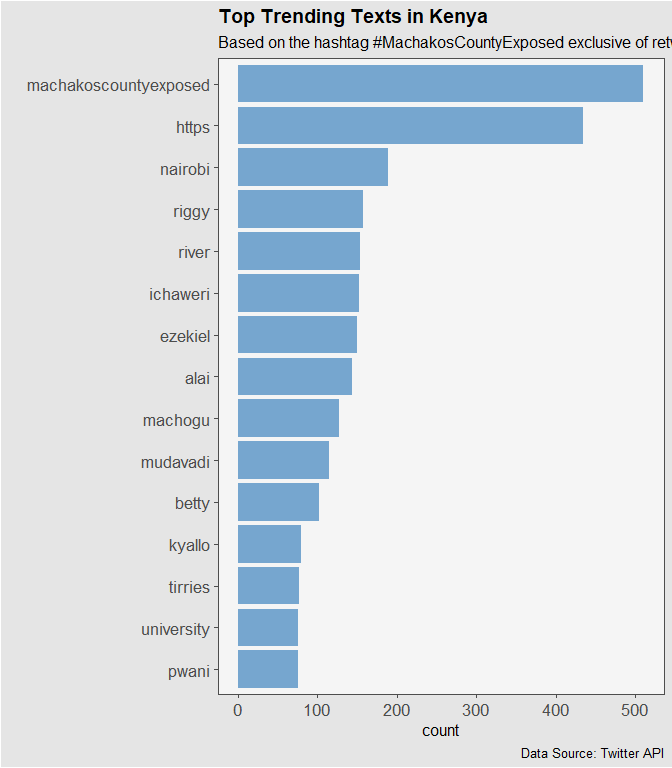 Top Trending Texts in Kenya
Based on the hashtag #MachakosCountyExposed exclusive of
machakoscountyexposed
https
nairobi
riggy
river
ichaweri
ezekiel
alai
machogu
mudavadi
betty
kyallo
tirries
university
pwani
0 100 200 300 400 500
count
Data Source: Twitter API